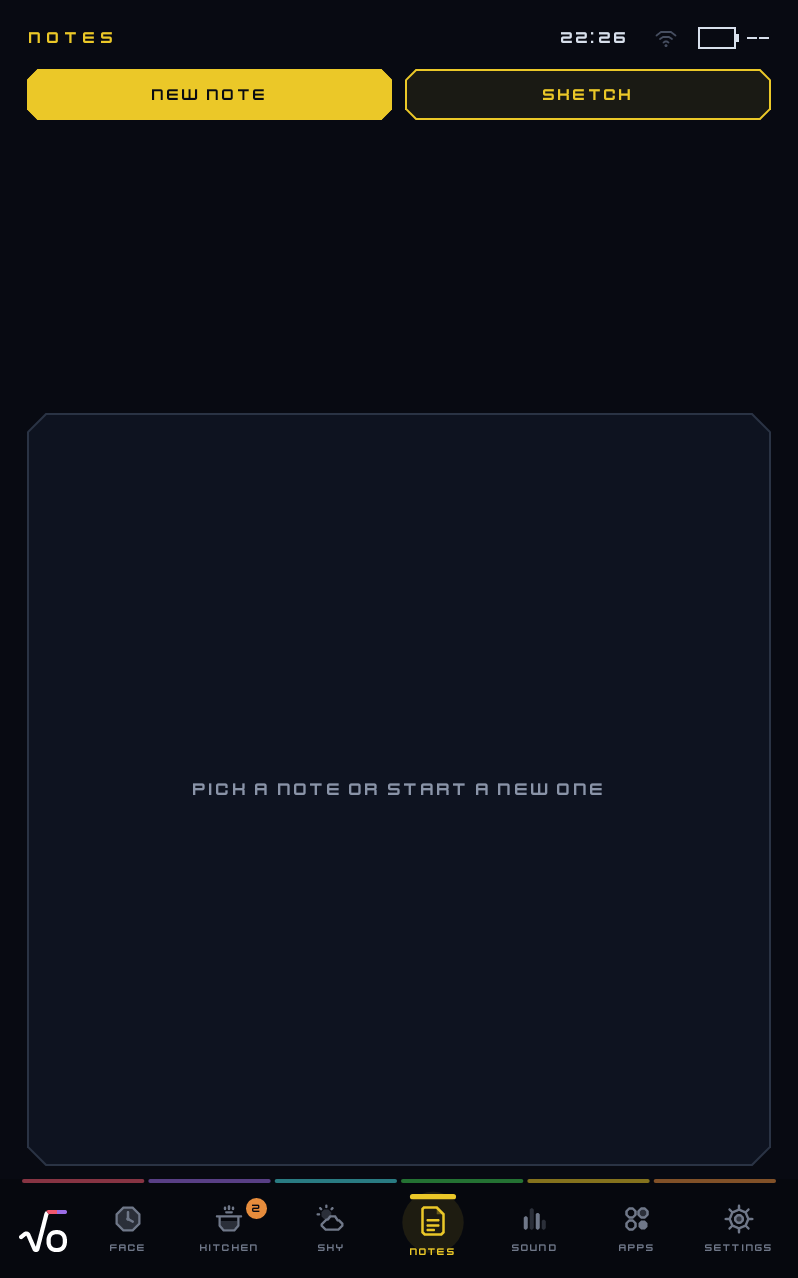 NOTES 22:26 --
NEW NOTE SKETCH
PICK A NOTE OR START A NEW ONE
2
√o FACE KITCHEN SKY NOTES SOUND APPS SETTINGS